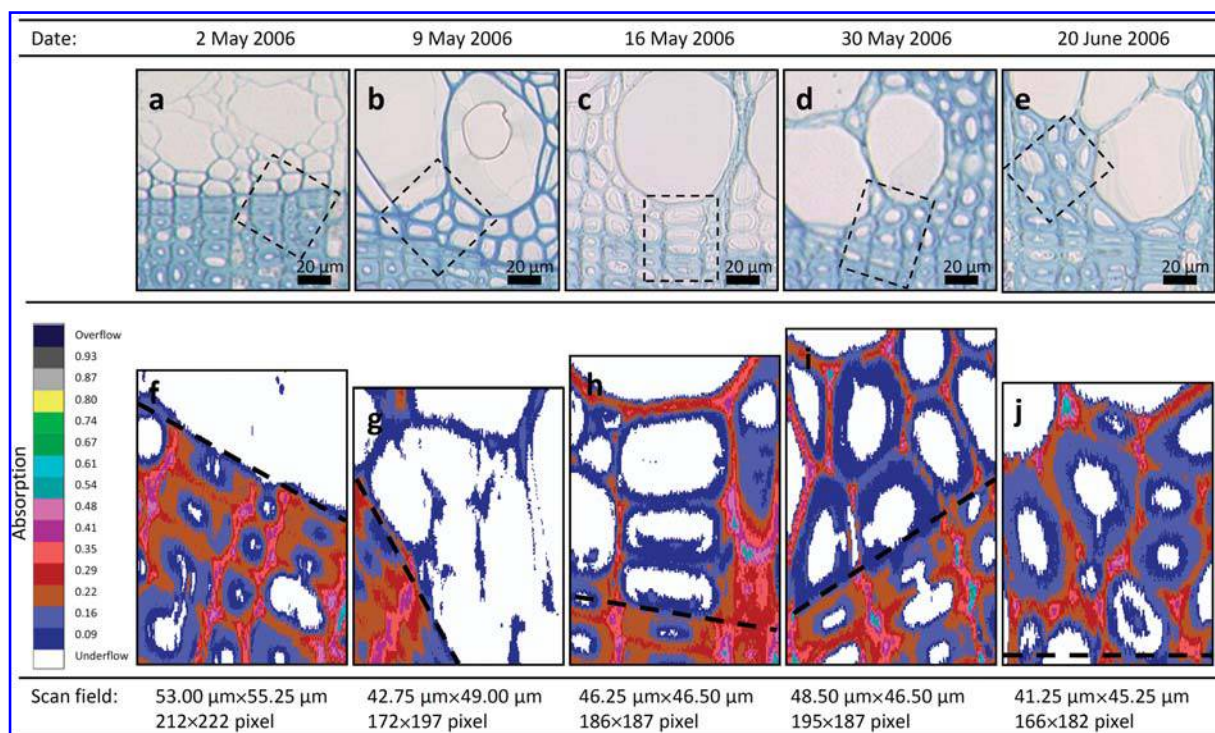 Date: 2 May 2006 9 May 2006 16 May 2006 30 May 2006 20 June 2006
a b c d e
20 μm 20 μm 20 μm 20 μm 20 μm
Absorption
Overflow
0.93
0.87
0.80
0.74
0.67
0.61
0.54
0.48
0.41
0.35
0.29
0.22
0.16
0.09
Underflow
f g h i j
Scan field: 53.00 μm×55.25 μm 42.75 μm×49.00 μm 46.25 μm×46.50 μm 48.50 μm×46.50 μm 41.25 μm×45.25 μm
212×222 pixel 172×197 pixel 186×187 pixel 195×187 pixel 166×182 pixel